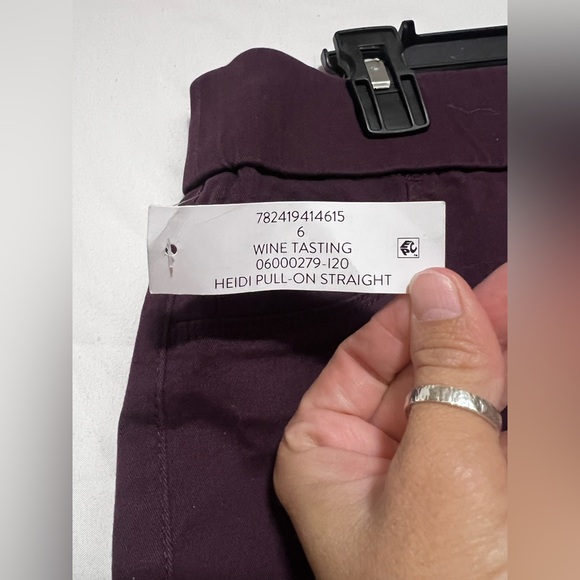 782419414615
6
WINE TASTING
06000279-I20
HEIDI PULL-ON STRAIGHT